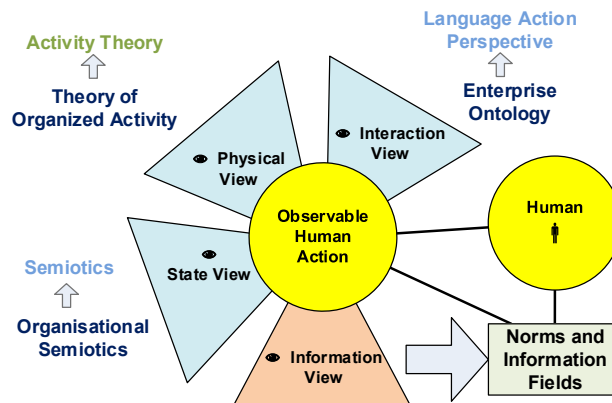 Activity Theory
Theory of
Organized Activity
Language Action
Perspective
Enterprise
Ontology
Physical
View
Interaction
View
Observable
Human
Action
Human
State View
Semiotics
Organisational
Semiotics
Information
View
Norms and
Information
Fields